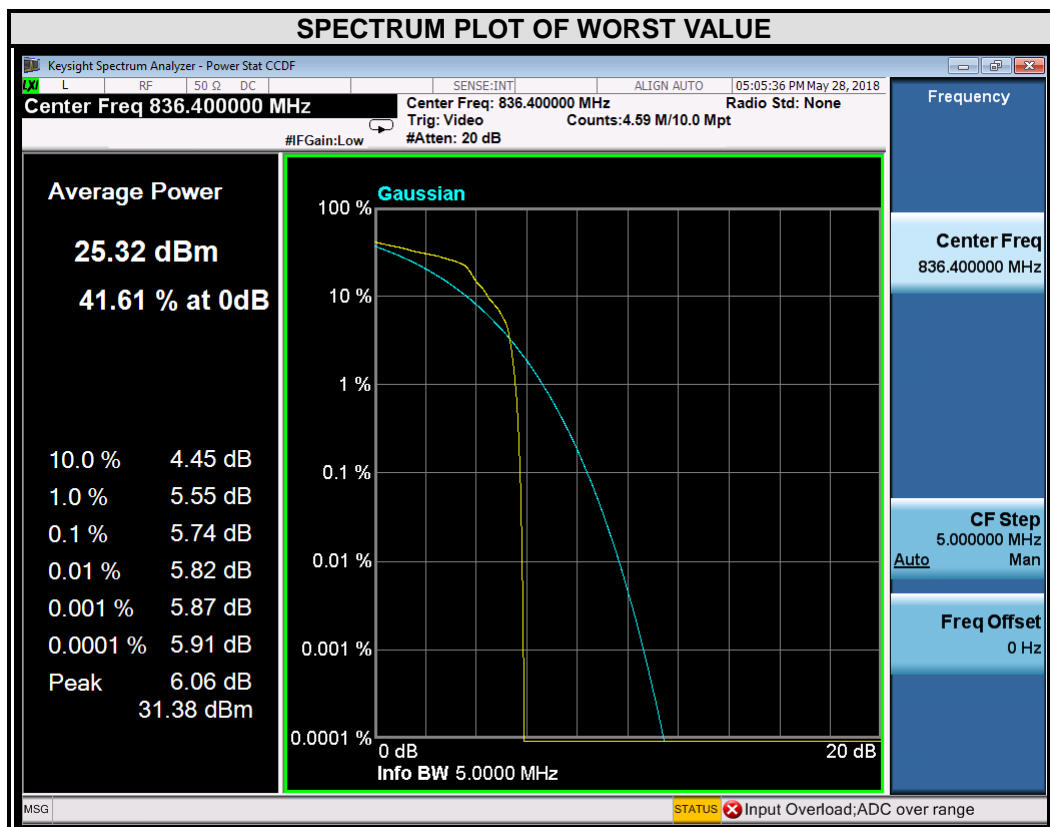 SPECTRUM PLOT OF WORST VALUE
Keysight Spectrum Analyzer - Power Stat CCDF
LXI L RF 50 Ω DC SENSE:INT ALIGN AUTO 05:05:36 PM May 28, 2018
Center Freq 836.400000 MHz
#IFGain:Low
Center Freq: 836.400000 MHz Radio Std: None
Trig: Video Counts:4.59 M/10.0 Mpt
#Atten: 20 dB
Average Power
25.32 dBm
41.61 % at 0dB
10.0 % 4.45 dB
1.0 % 5.55 dB
0.1 % 5.74 dB
0.01 % 5.82 dB
0.001 % 5.87 dB
0.0001 % 5.91 dB
Peak 6.06 dB
31.38 dBm
Gaussian
100 %
10 %
1 %
0.1 %
0.01 %
0.001 %
0.0001 %
0 dB 20 dB
Info BW 5.0000 MHz
Frequency
Center Freq
836.400000 MHz
CF Step
5.000000 MHz
Auto Man
Freq Offset
0 Hz
MSG STATUS Input Overload;ADC over range